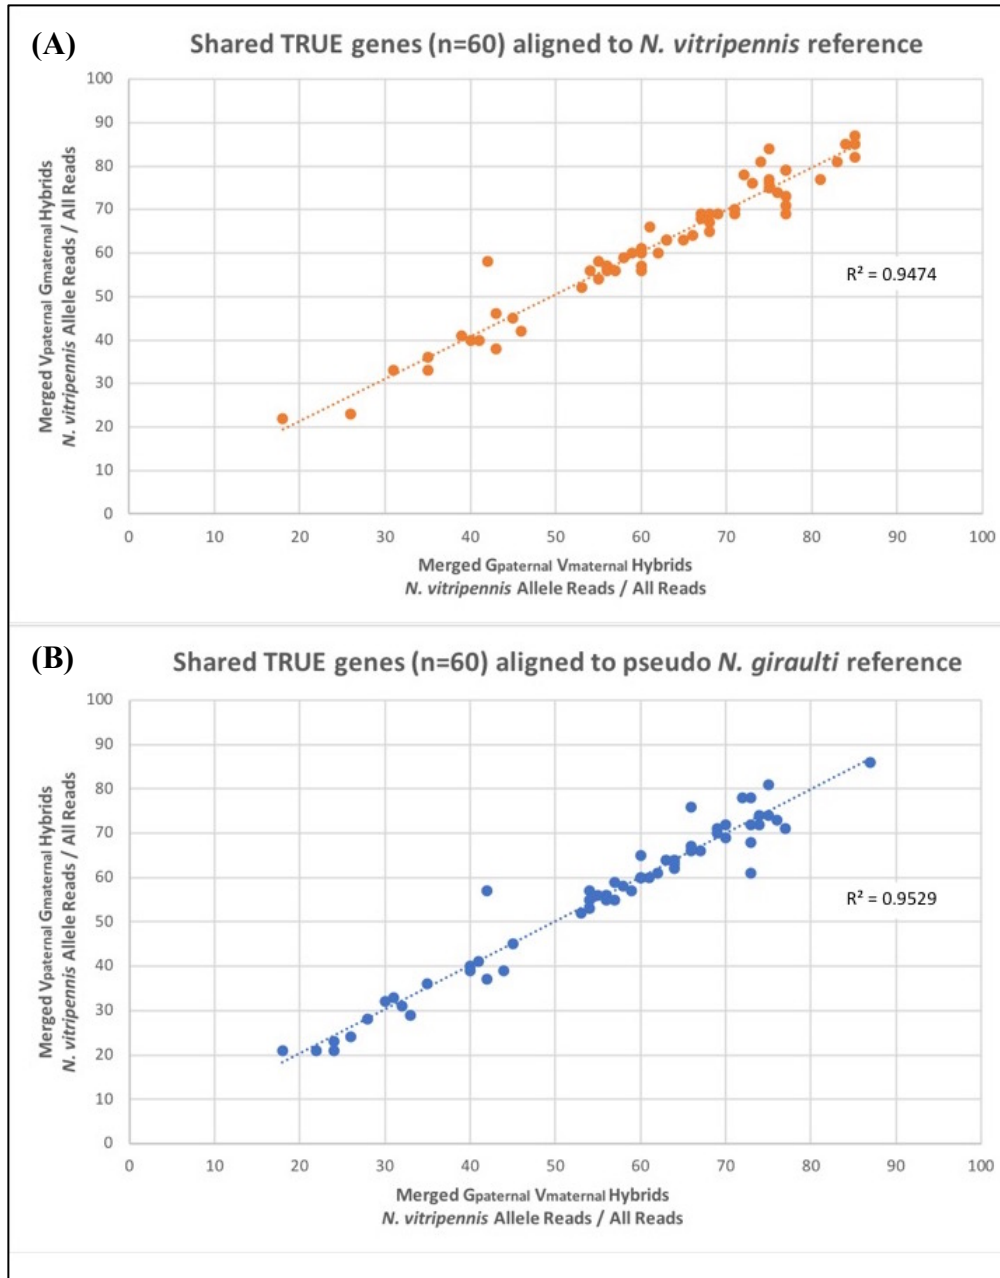 (A)
Shared TRUE genes (n=60) aligned to N. vitripennis reference
100
90
80
70
60
50
40
30
20
10
0
Merged Vpaternal Gmaternal Hybrids
N. vitripennis Allele Reads / All Reads
R² = 0.9474
0 10 20 30 40 50 60 70 80 90 100
Merged Gpaternal Vmaternal Hybrids
N. vitripennis Allele Reads / All Reads
(B)
Shared TRUE genes (n=60) aligned to pseudo N. giraulti reference
100
90
80
70
60
50
40
30
20
10
0
Merged Vpaternal Gmaternal Hybrids
N. vitripennis Allele Reads / All Reads
R² = 0.9529
0 10 20 30 40 50 60 70 80 90 100
Merged Gpaternal Vmaternal Hybrids
N. vitripennis Allele Reads / All Reads